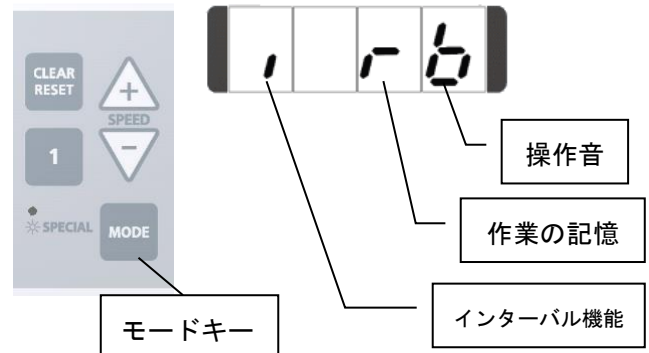 CLEAR
RESET
+
SPEED
1
−
SPECIAL
MODE
ı r b
操作音
作業の記憶
インターバル機能
モードキー